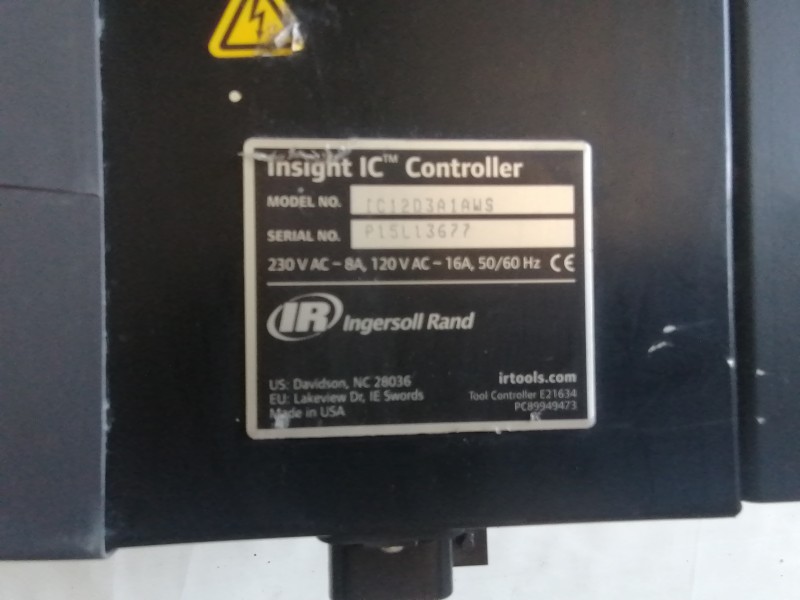 Insight IC™ Controller
MODEL NO. IC12D3A1AWS
SERIAL NO. P15L13677
230 V AC – 8A, 120 V AC – 16A, 50/60 Hz CE
IR Ingersoll Rand
US: Davidson, NC 28036
EU: Lakeview Dr, IE Swords
Made in USA
irtools.com
Tool Controller E21634
PC89949473